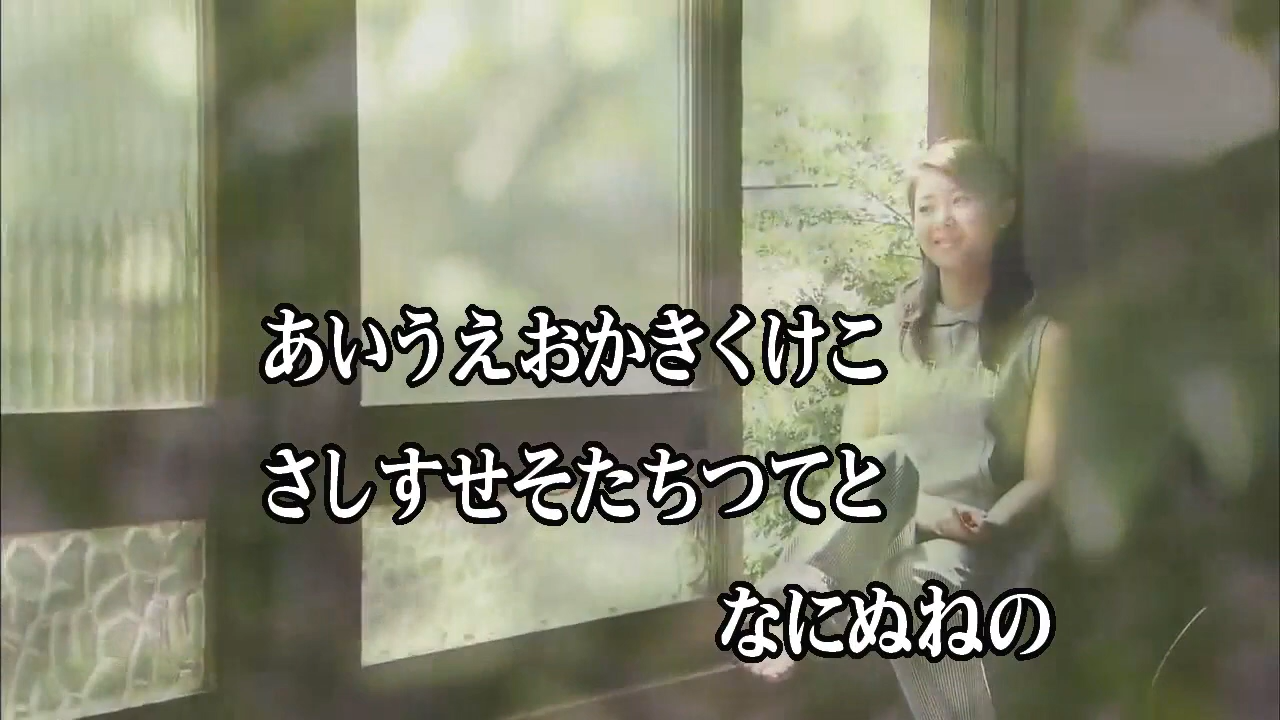 あいうえおかきくけこ
さしすせそたちつてと
なにぬねの